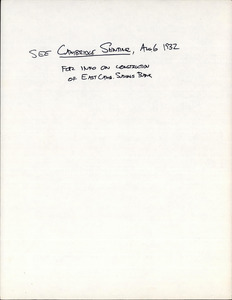 SEE CAMBRIDGE SENTINEL, AUG 6 1932
FOR INFO ON CONSTRUCTION
OF EAST CAMB. SAVINGS BANK